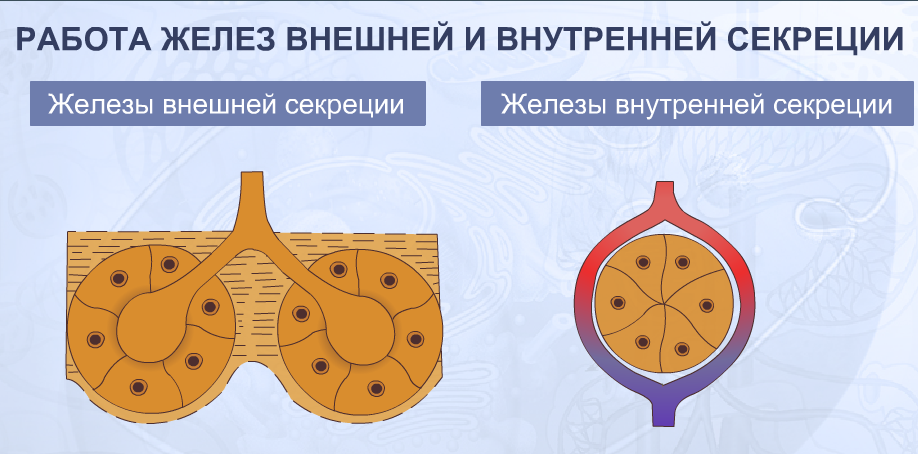 РАБОТА ЖЕЛЕЗ ВНЕШНЕЙ И ВНУТРЕННЕЙ СЕКРЕЦИИ
Железы внешней секреции
Железы внутренней секреции